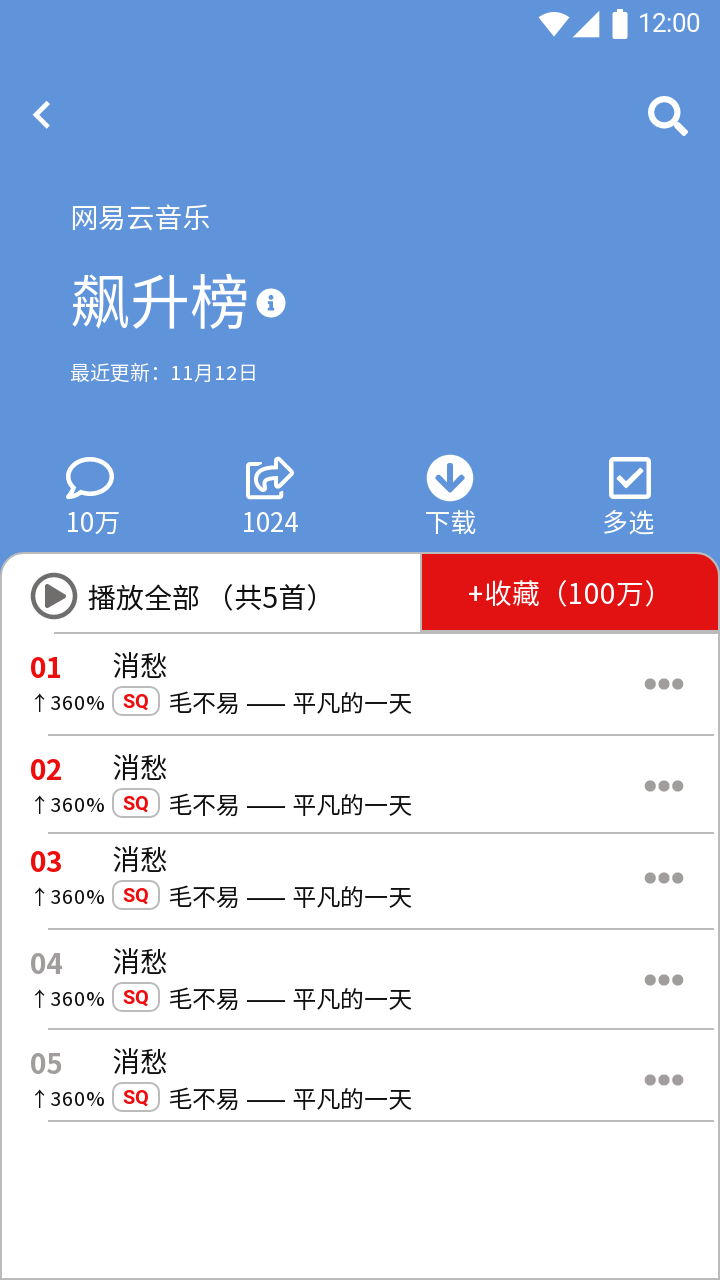 12:00
网易云音乐
飙升榜
最近更新：11月12日
10万 1024 下载 多选
播放全部 （共5首） +收藏（100万）
01 消愁
↑360% SQ 毛不易 —— 平凡的一天
02 消愁
↑360% SQ 毛不易 —— 平凡的一天
03 消愁
↑360% SQ 毛不易 —— 平凡的一天
04 消愁
↑360% SQ 毛不易 —— 平凡的一天
05 消愁
↑360% SQ 毛不易 —— 平凡的一天